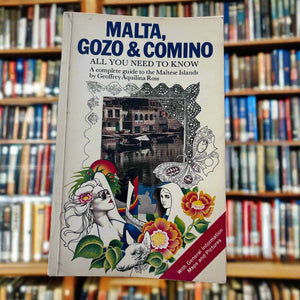 MALTA,
GOZO & COMINO
ALL YOU NEED TO KNOW
A complete guide to the Maltese Islands
by Geoffrey Aquilina Ross
With General Information
Maps and Pictures